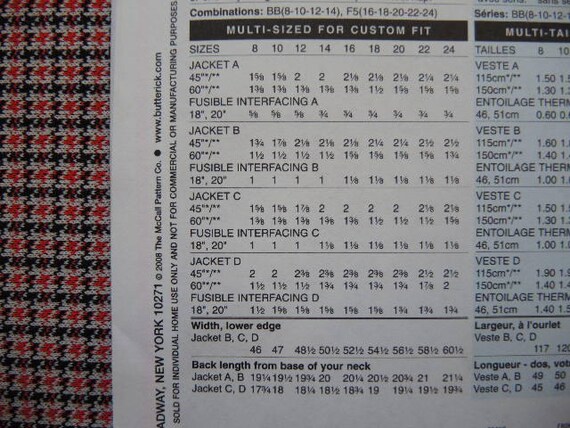 Combinations: BB(8-10-12-14), F5(16-18-20-22-24)
MULTI-SIZED FOR CUSTOM FIT
SIZES 8 10 12 14 16 18 20 22 24
JACKET A
45"*/** 1⅝ 1⅝ 2 2 2⅛ 2⅛ 2⅛ 2¼ 2¼
60"*/** 1⅜ 1⅜ 1⅜ 1⅜ 1⅜ 1½ 1⅝ 1⅝ 1⅝
FUSIBLE INTERFACING A
18", 20" ⅝ ⅝ ⅝ ¾ ¾ ¾ ¾ ¾ ¾
JACKET B
45"*/** 1¾ 1⅞ 2⅛ 2⅛ 2¼ 2¼ 2¼ 2½ 2½
60"*/** 1½ 1½ 1½ 1½ 1⅝ 1⅝ 1⅝ 1¾ 1¾
FUSIBLE INTERFACING B
18", 20" 1 1 1 1 1 1⅛ 1⅛ 1⅛ 1⅛
JACKET C
45"*/** 1⅝ 1⅝ 1¾ 1⅞ 2 2 2 2⅛ 2½
60"*/** 1⅜ 1⅜ 1⅜ 1⅜ 1⅜ 1½ 1½ 1½ 1⅝
FUSIBLE INTERFACING C
18", 20" 1 1 1 1⅛ 1⅛ 1⅛ 1⅛ 1⅛ 1⅛
JACKET D
45"*/** 2 2 2⅜ 2⅜ 2⅜ 2⅜ 2⅜ 2½ 2½
60"*/** 1½ 1½ 1¾ 1¾ 1¾ 1¾ 1⅞ 2 2
FUSIBLE INTERFACING D
18", 20" 1½ 1½ 1⅝ 1⅝ 1⅝ 1⅝ 1¾ 1¾ 1¾
Width, lower edge
Jacket B, C, D
46 47 48½ 50½ 52½ 54½ 56½ 58½ 60½
Back length from base of your neck
Jacket A, B 19¼ 19½ 19¾ 20 20¼ 20½ 20¾ 21 21¼
Jacket C, D 17¾ 18 18¼ 18½ 18¾ 19 19¼ 19½ 19¾
Séries: BB(8-10-12
MULTI-TAI
TAILLES 8 10
VESTE A
115cm*/** 1.50 1.5
150cm*/** 1.30 1.3
ENTOILAGE THERM
46, 51cm 0.60 0.6
VESTE B
115cm*/** 1.60 1.8
150cm*/** 1.40 1.4
ENTOILAGE THERM
46, 51cm 1.00 1.0
VESTE C
115cm*/** 1.50 1.5
150cm*/** 1.30 1.3
ENTOILAGE THERM
46, 51cm 1.00 1.0
VESTE D
115cm*/** 1.90 1.9
150cm*/** 1.40 1.4
ENTOILAGE THERM
46, 51cm 1.40 1.4
Largeur, à l'ourlet
Veste B, C, D
117 120
Longueur - dos, votr
Veste A, B 49 50
Veste C, D 45 46
ADWAY, NEW YORK 10271 © 2008 The McCall Pattern Co. ● www.butterick.com
SOLD FOR INDIVIDUAL HOME USE ONLY AND NOT FOR COMMERCIAL OR MANUFACTURING PURPOSES